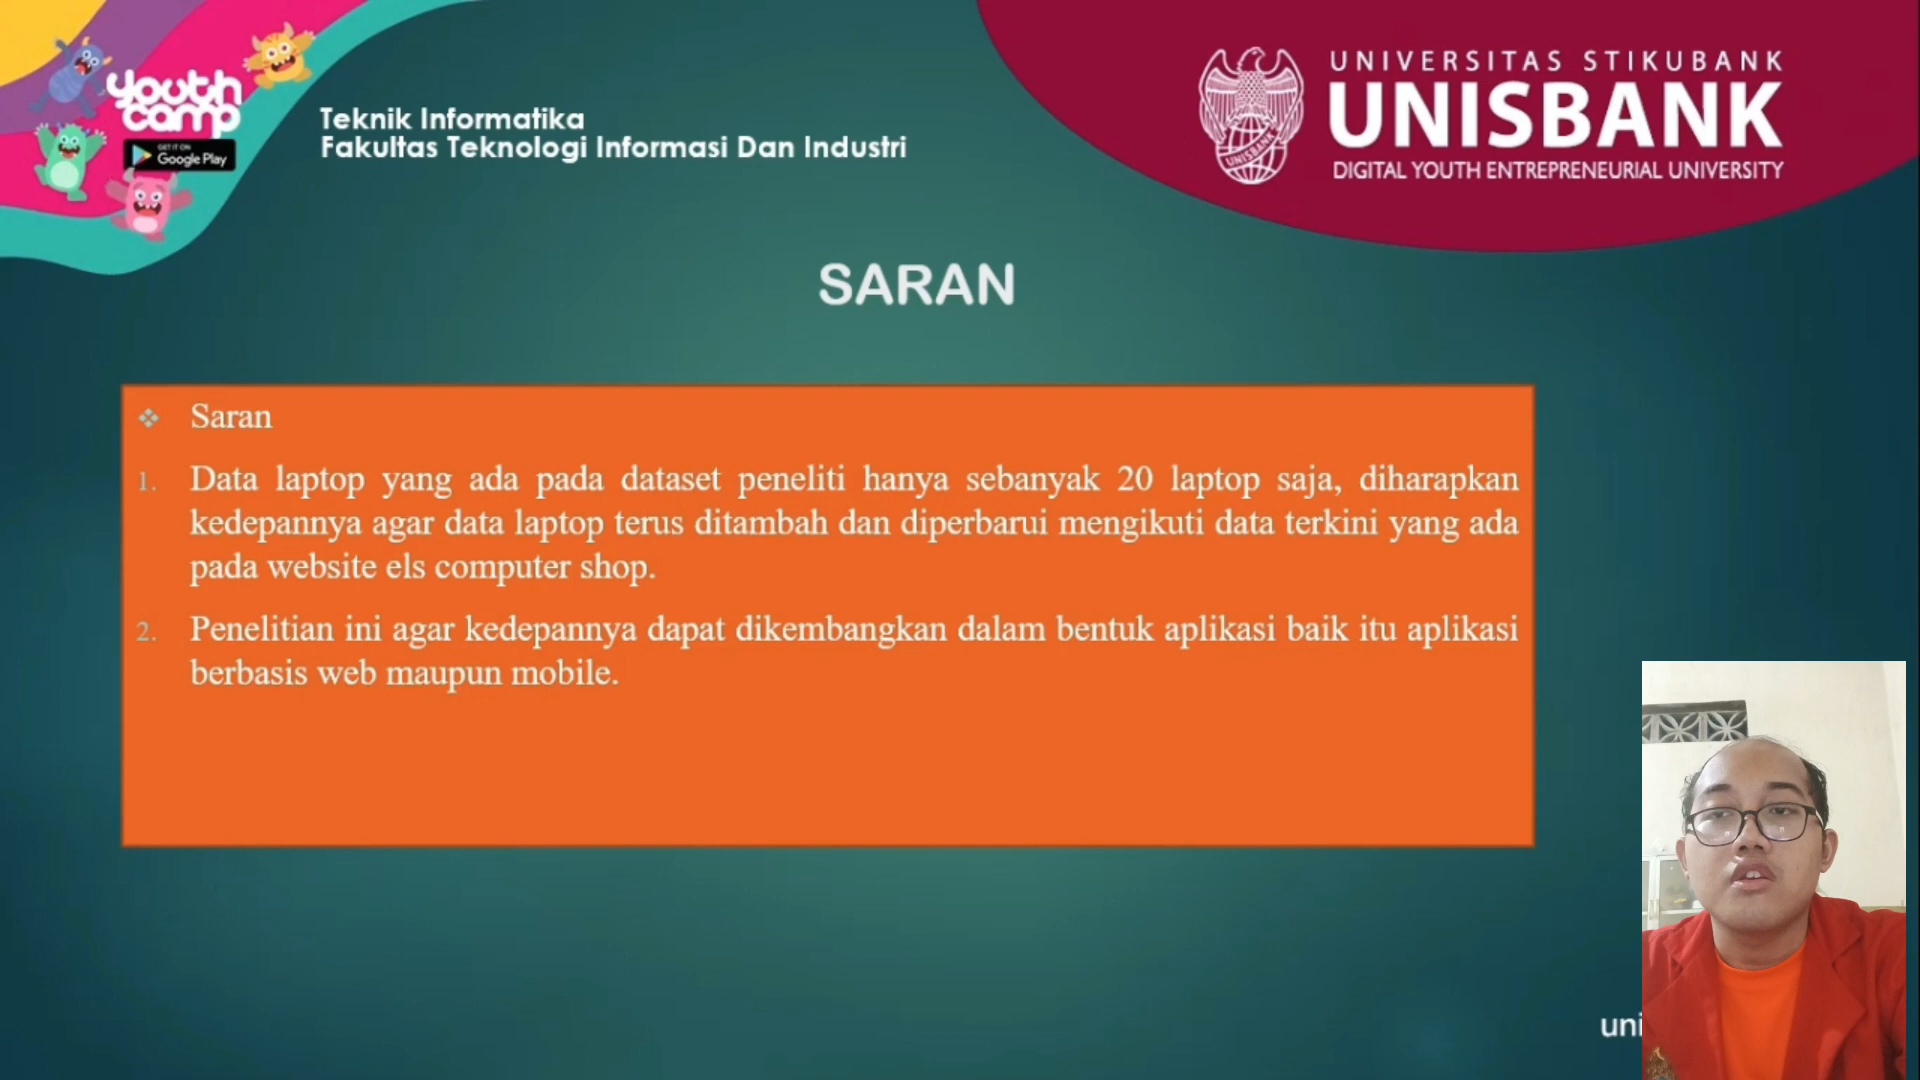 youth
camp
GET IT ON
Google Play
Teknik Informatika
Fakultas Teknologi Informasi Dan Industri
UNIVERSITAS STIKUBANK
UNISBANK
DIGITAL YOUTH ENTREPRENEURIAL UNIVERSITY
UNISBANK
SARAN
❖ Saran
1. Data laptop yang ada pada dataset peneliti hanya sebanyak 20 laptop saja, diharapkan
kedepannya agar data laptop terus ditambah dan diperbarui mengikuti data terkini yang ada
pada website els computer shop.
2. Penelitian ini agar kedepannya dapat dikembangkan dalam bentuk aplikasi baik itu aplikasi
berbasis web maupun mobile.
uni